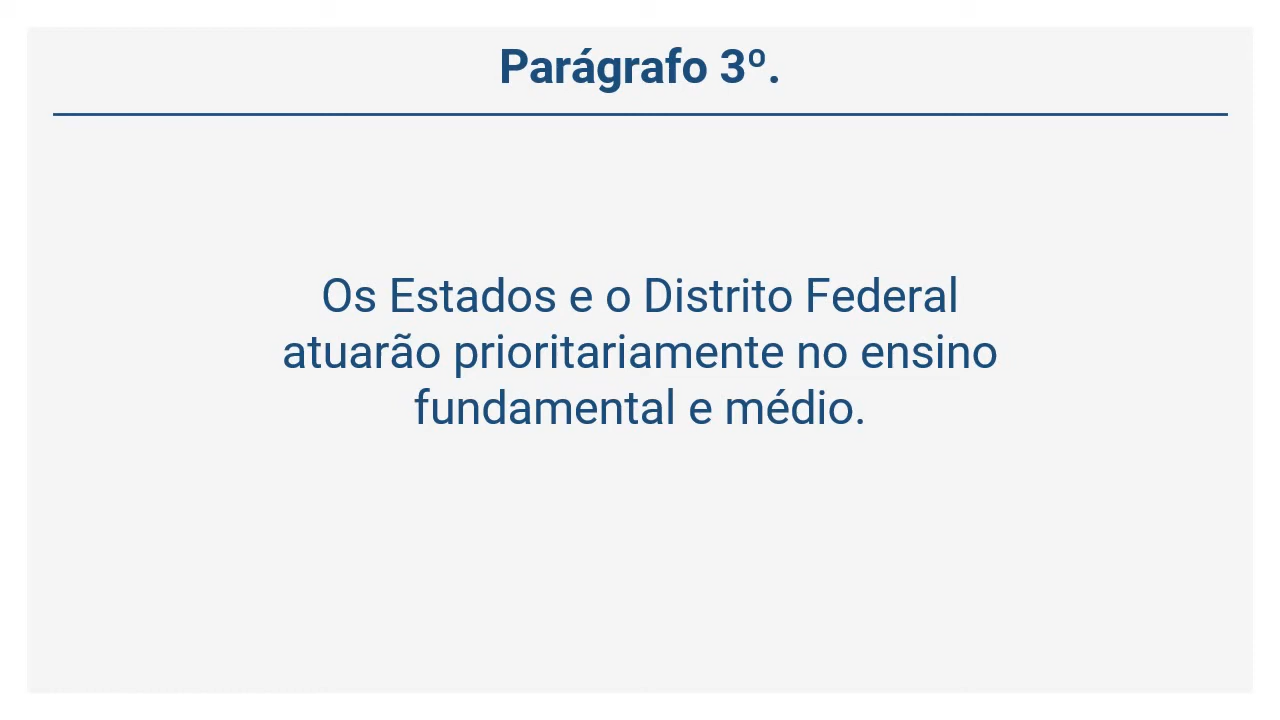 Parágrafo 3º.
Os Estados e o Distrito Federal
atuarão prioritariamente no ensino
fundamental e médio.